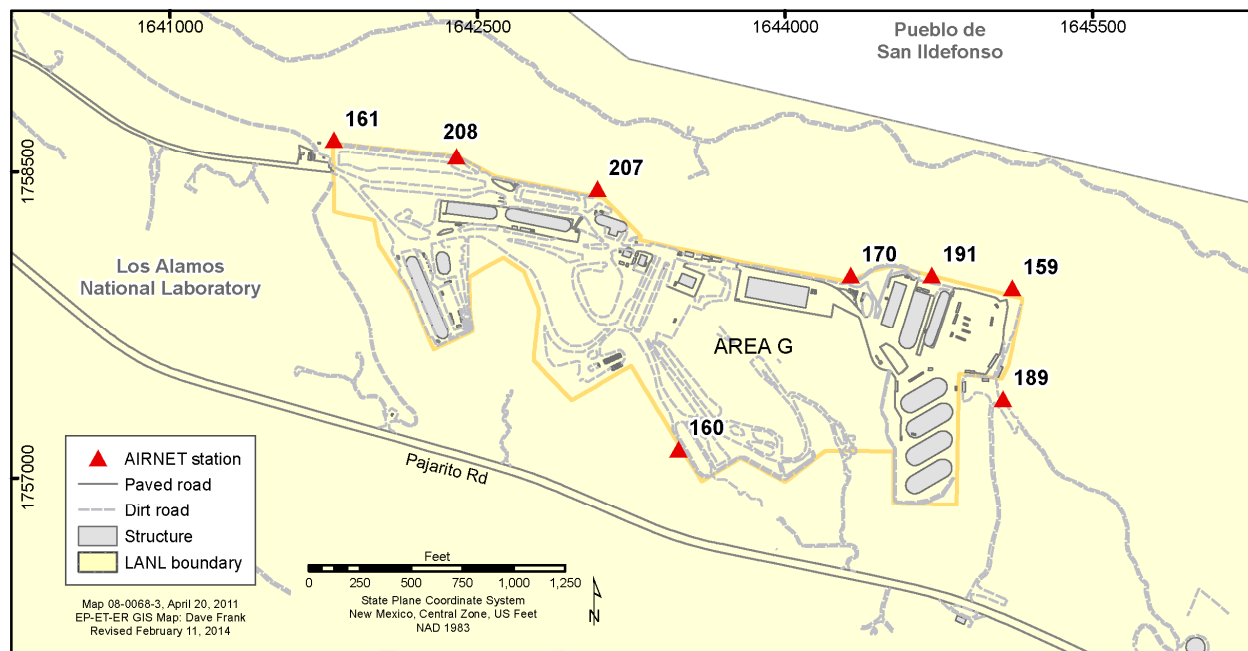 1641000
1642500
1644000
1645500
Pueblo de
San Ildefonso
161
208
207
1758500
170
191
159
Los Alamos
National Laboratory
AREA G
189
160
Pajarito Rd
1757000
AIRNET station
Paved road
Dirt road
Structure
LANL boundary
Feet
0 250 500 750 1,000 1,250
State Plane Coordinate System
New Mexico, Central Zone, US Feet
NAD 1983
N
Map 08-0068-3, April 20, 2011
EP-ET-ER GIS Map: Dave Frank
Revised February 11, 2014